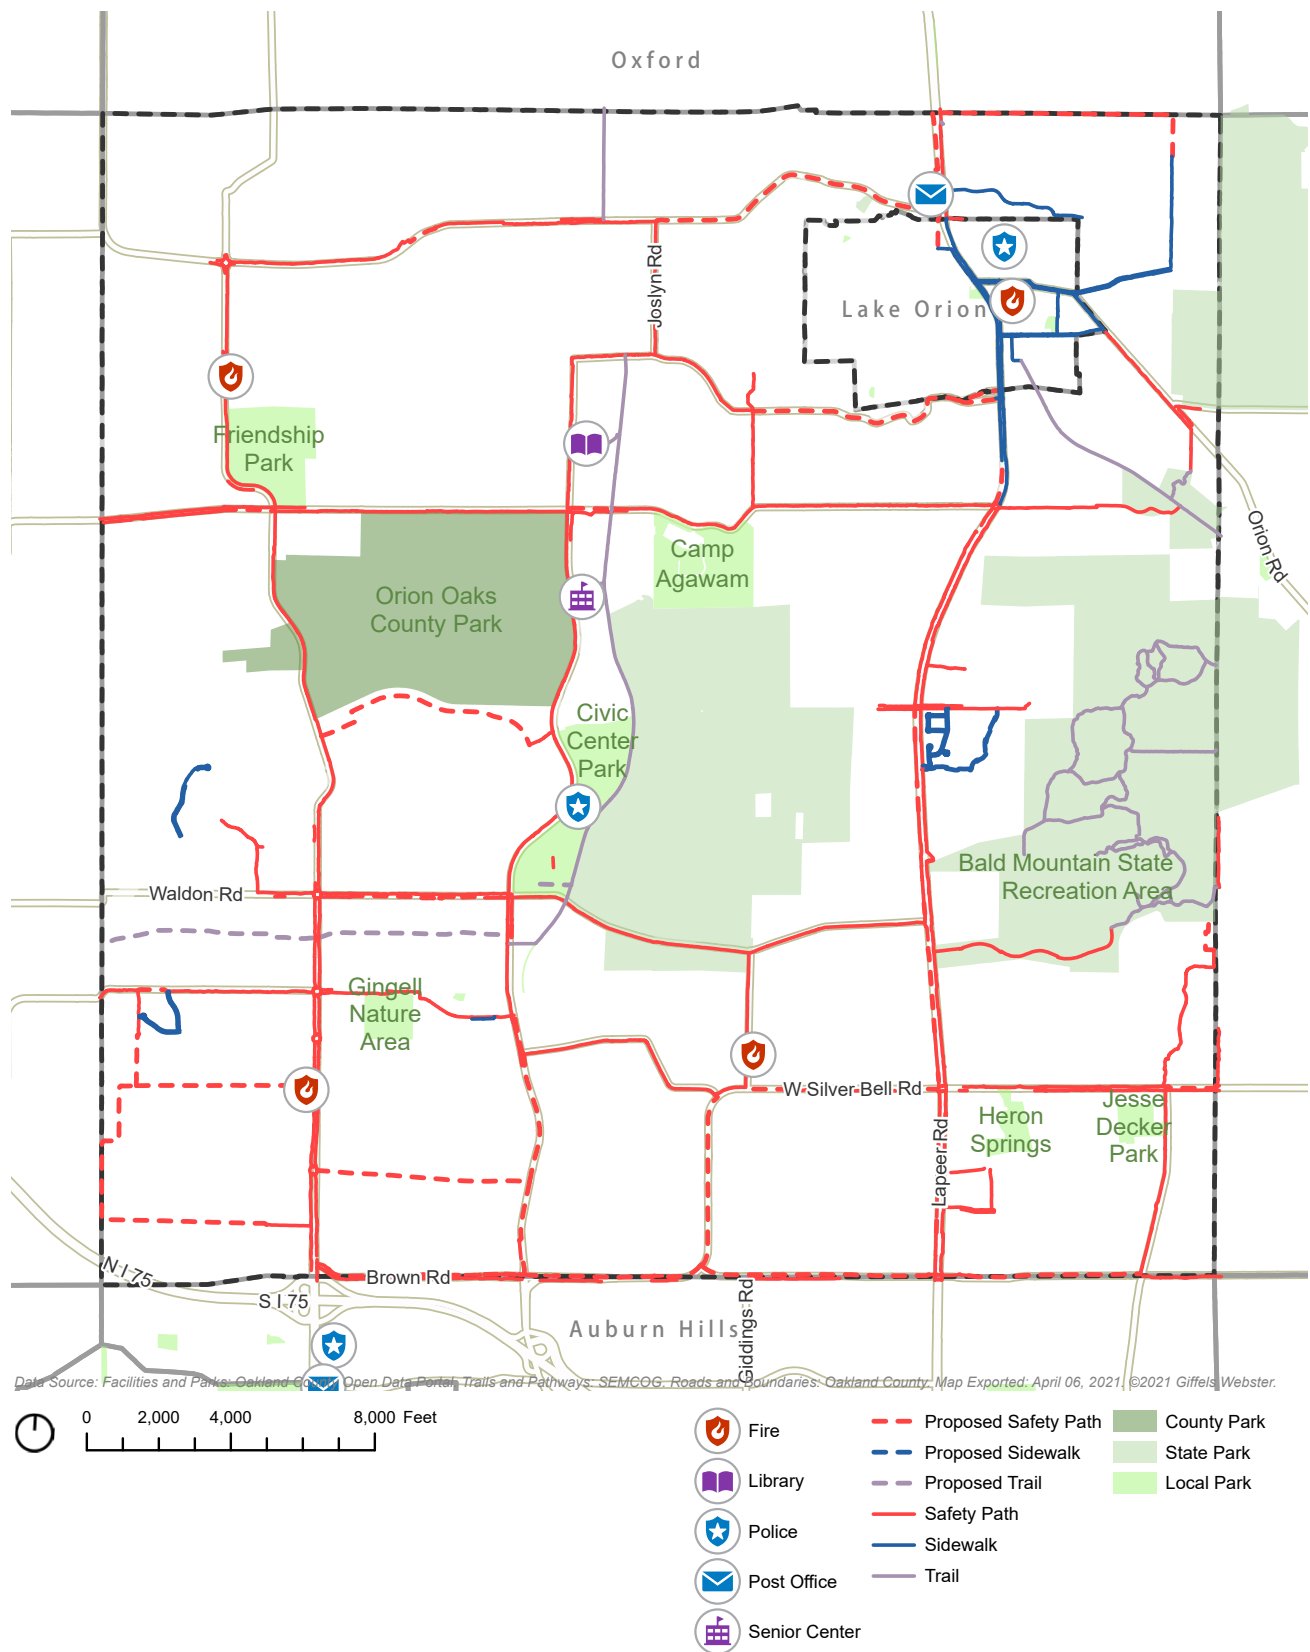 Oxford
Joslyn Rd
Lake Orion
Friendship
Park
Orion Rd
Camp
Agawam
Orion Oaks
County Park
Civic
Center
Park
Bald Mountain State
Recreation Area
Waldon Rd
Gingell
Nature
Area
W Silver Bell Rd
Heron
Springs
Jesse
Decker
Park
Lapeer Rd
N I 75
Brown Rd
S I 75
Auburn Hills
Giddings Rd
Data Source: Facilities and Parks: Oakland County Open Data Portal. Trails and Pathways: SEMCOG. Roads and Boundaries: Oakland County. Map Exported: April 06, 2021. ©2021 Giffels Webster.
0 2,000 4,000 8,000 Feet
Fire
Library
Police
Post Office
Senior Center
Proposed Safety Path
Proposed Sidewalk
Proposed Trail
Safety Path
Sidewalk
Trail
County Park
State Park
Local Park